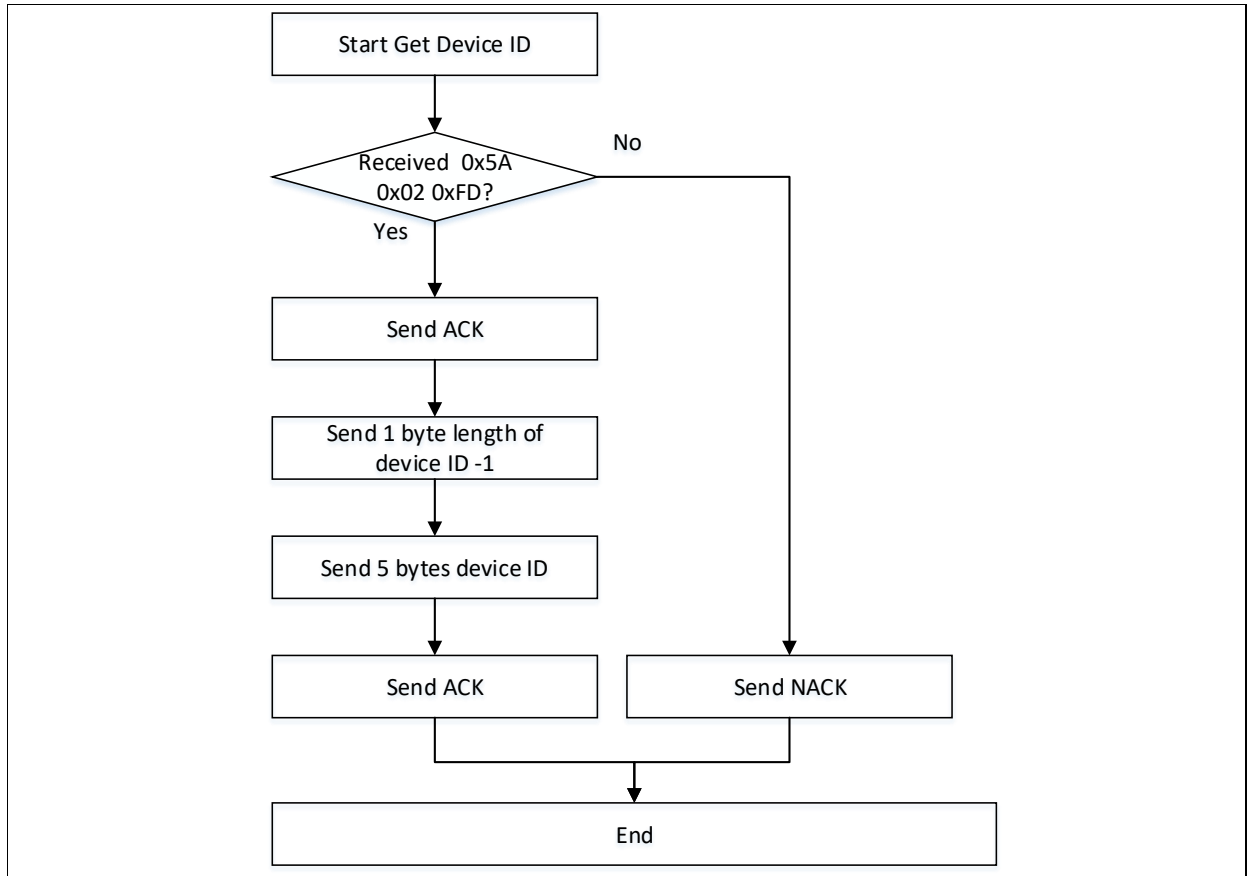 Start Get Device ID
No
Received 0x5A
0x02 0xFD?
Yes
Send ACK
Send 1 byte length of
device ID -1
Send 5 bytes device ID
Send ACK
Send NACK
End